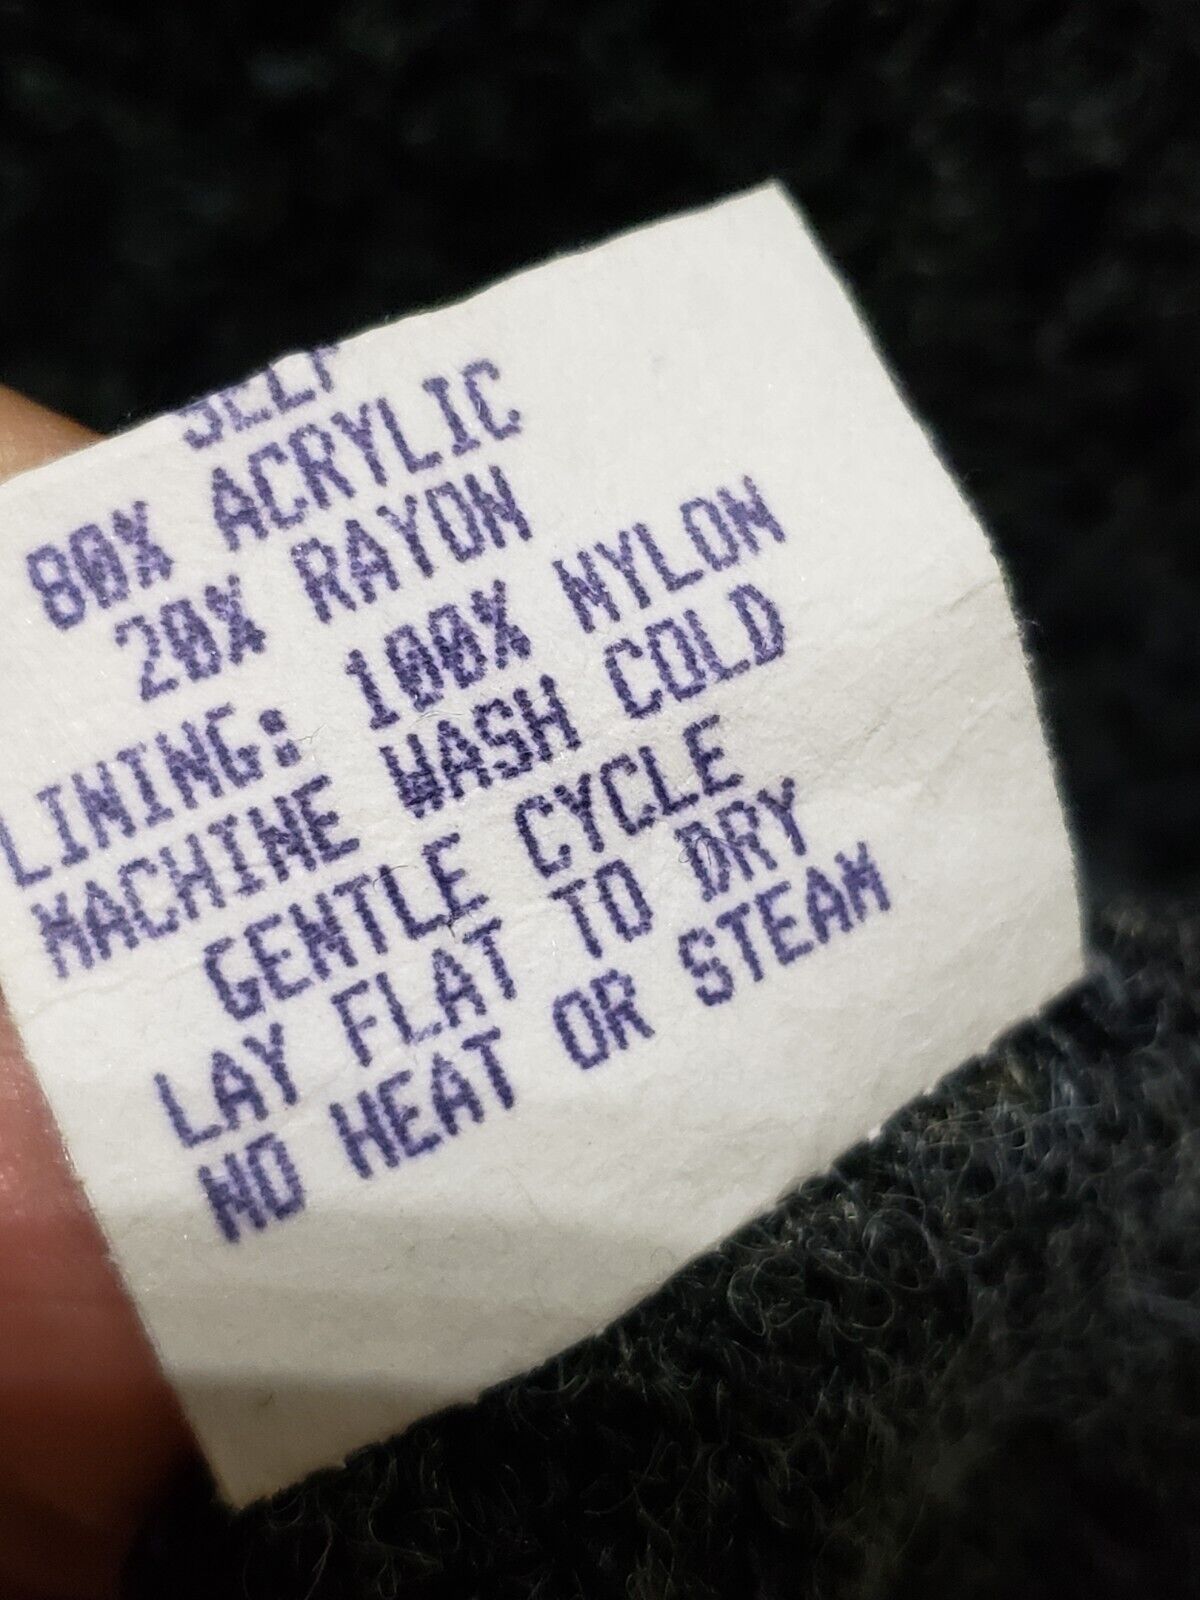 SELF
80% ACRYLIC
20% RAYON
LINING: 100% NYLON
MACHINE WASH COLD
GENTLE CYCLE
LAY FLAT TO DRY
NO HEAT OR STEAM